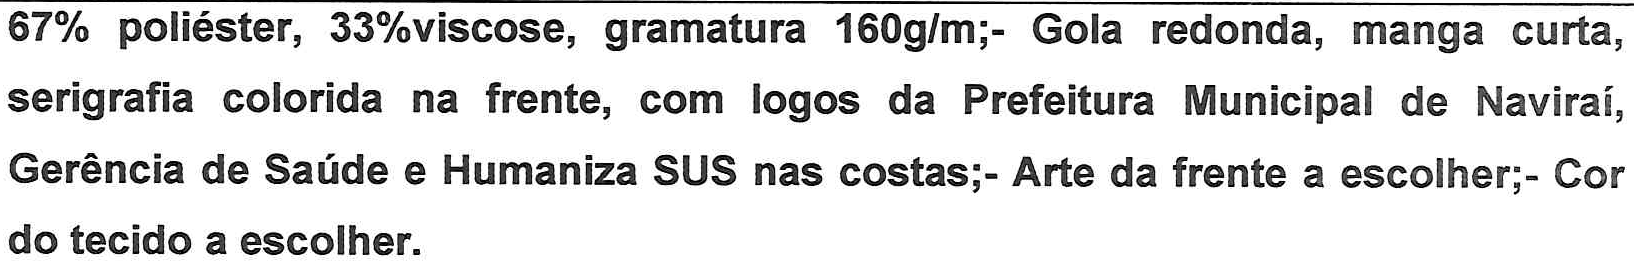 67% poliéster, 33%viscose, gramatura 160g/m;- Gola redonda, manga curta,
serigrafia colorida na frente, com logos da Prefeitura Municipal de Naviraí,
Gerência de Saúde e Humaniza SUS nas costas;- Arte da frente a escolher;- Cor
do tecido a escolher.